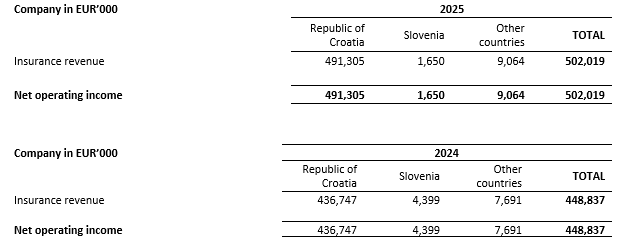 Company in EUR'000 2025
Republic of Croatia Slovenia Other countries TOTAL
Insurance revenue 491,305 1,650 9,064 502,019
Net operating income 491,305 1,650 9,064 502,019
Company in EUR'000 2024
Republic of Croatia Slovenia Other countries TOTAL
Insurance revenue 436,747 4,399 7,691 448,837
Net operating income 436,747 4,399 7,691 448,837